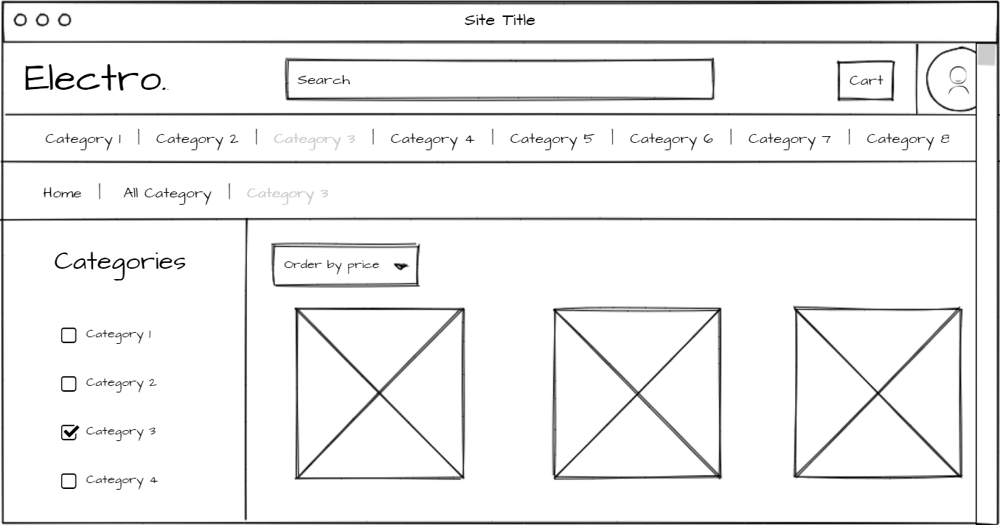 Site Title
Electro.
Search
Cart
Category 1 | Category 2 | Category 3 | Category 4 | Category 5 | Category 6 | Category 7 | Category 8
Home | All Category | Category 3
Categories
Order by price
Category 1
Category 2
Category 3
Category 4